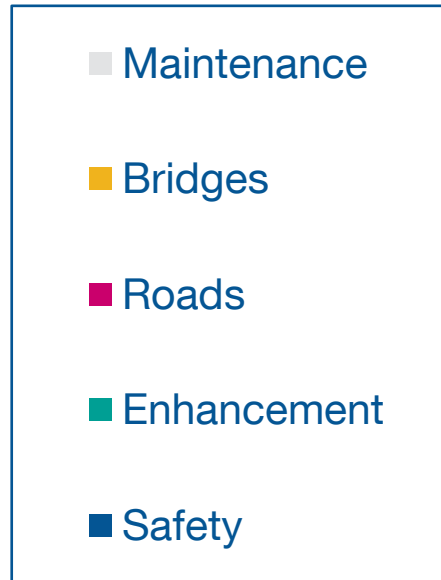 Maintenance
Bridges
Roads
Enhancement
Safety